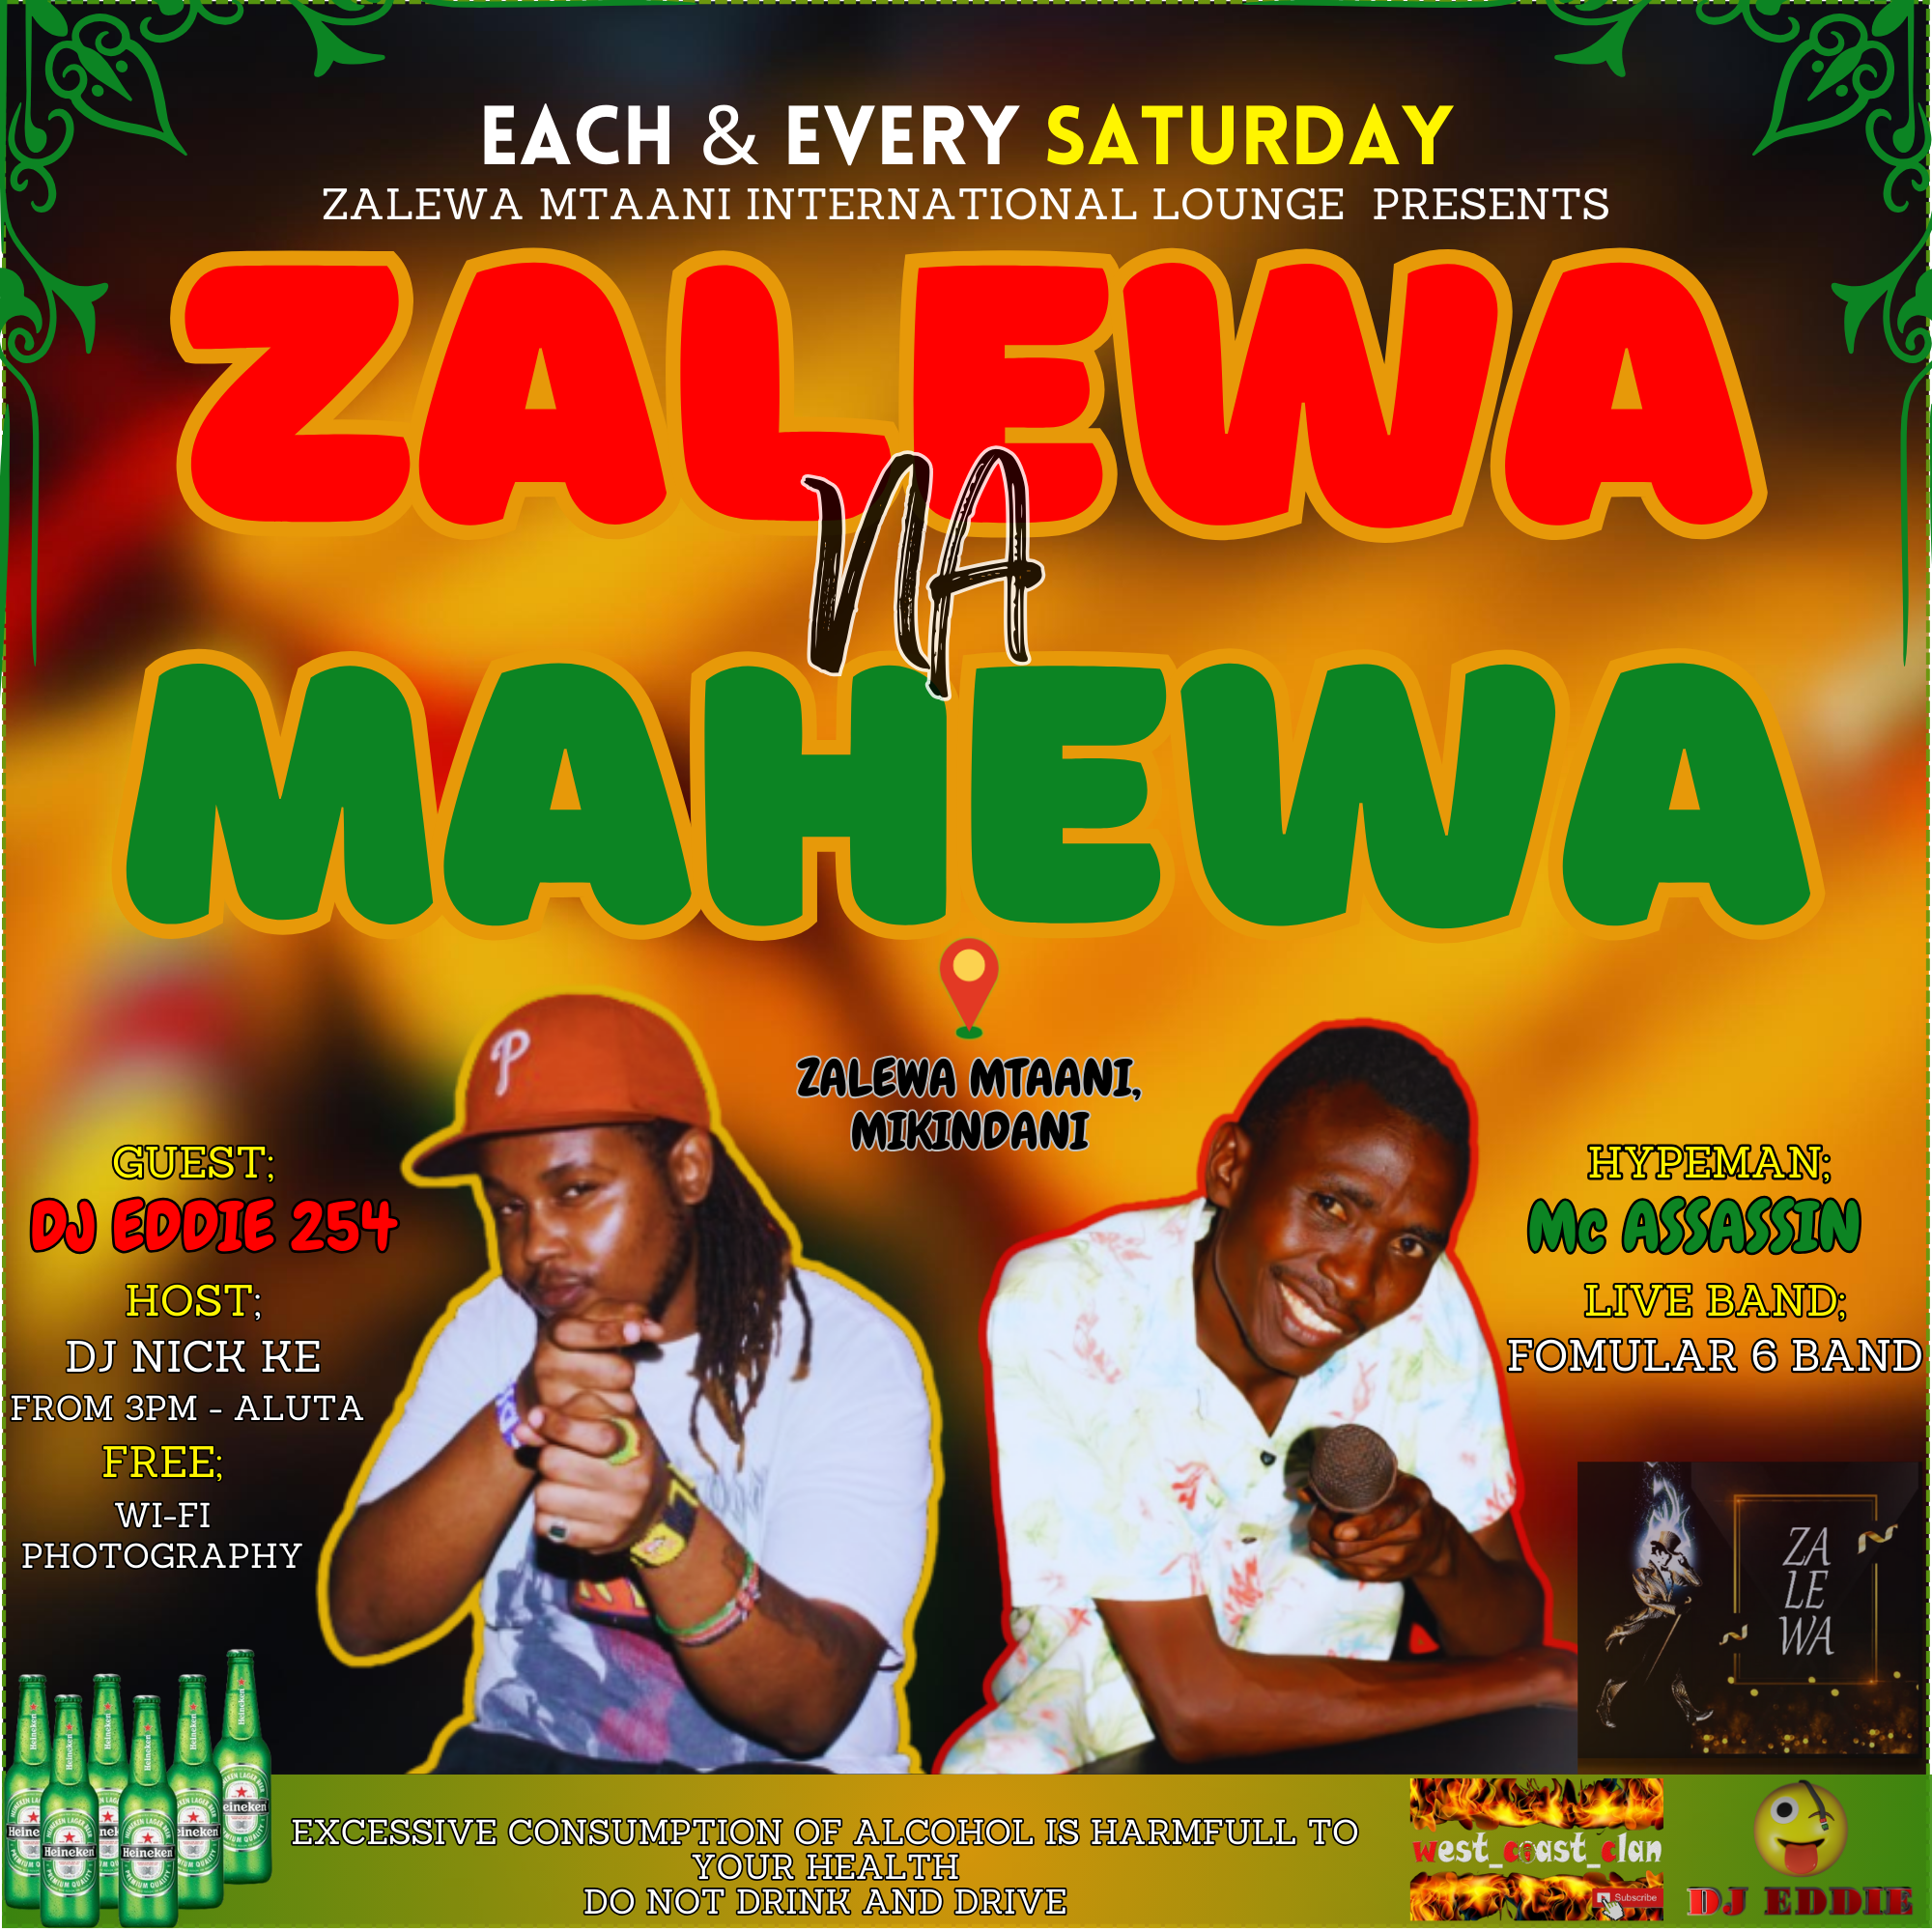 EACH & EVERY SATURDAY
ZALEWA MTAANI INTERNATIONAL LOUNGE PRESENTS
ZALEWA
NA
MAHEWA
P
ZALEWA MTAANI,
MIKINDANI
GUEST;
DJ EDDIE 254
HOST;
DJ NICK KE
FROM 3PM - ALUTA
FREE;
WI-FI
PHOTOGRAPHY
HYPEMAN;
Mc ASSASSIN
LIVE BAND;
FOMULAR 6 BAND
ZA
LE
WA
Heineken
Heineken
EXCESSIVE CONSUMPTION OF ALCOHOL IS HARMFULL TO
YOUR HEALTH
DO NOT DRINK AND DRIVE
west_coast_clan
Subscribe
DJ EDDIE